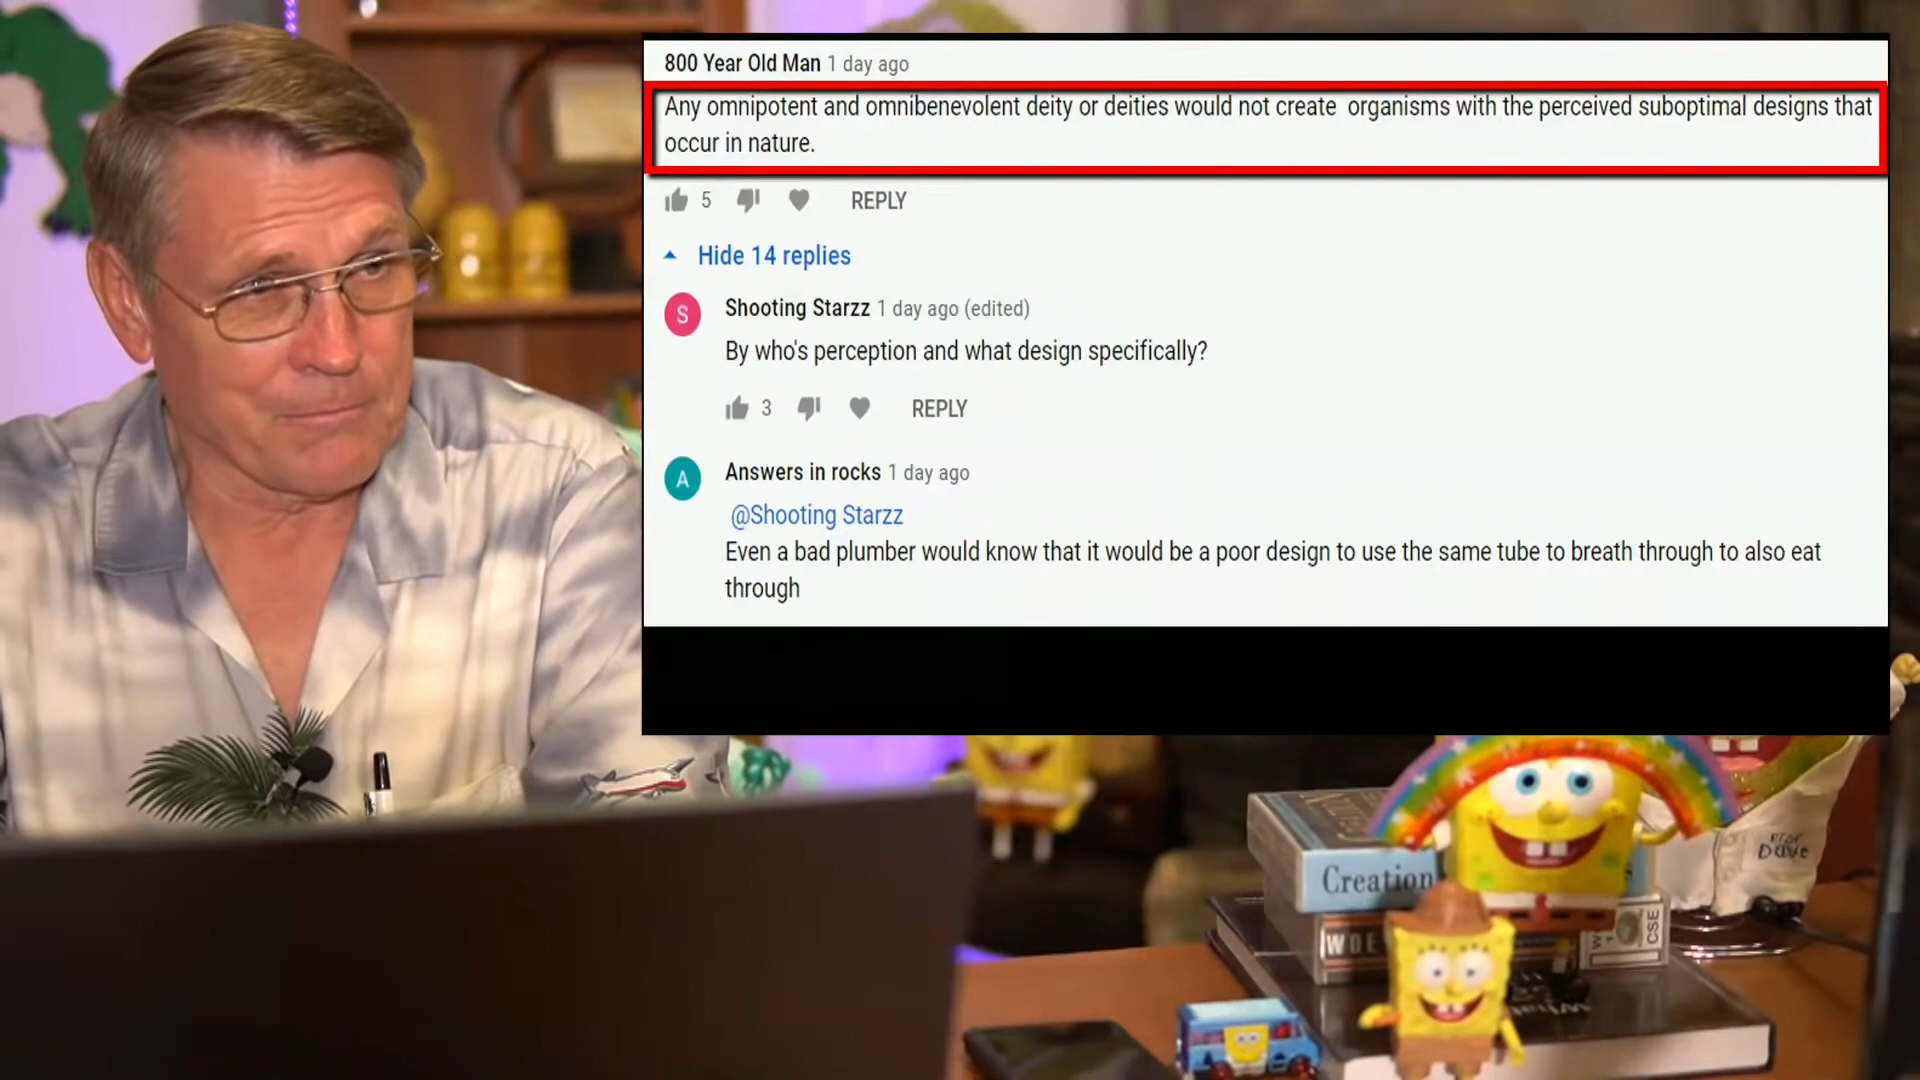 800 Year Old Man 1 day ago
Any omnipotent and omnibenevolent deity or deities would not create organisms with the perceived suboptimal designs that
occur in nature.
5 REPLY
Hide 14 replies
S
Shooting Starzz 1 day ago (edited)
By who's perception and what design specifically?
3 REPLY
A
Answers in rocks 1 day ago
@Shooting Starzz
Even a bad plumber would know that it would be a poor design to use the same tube to breath through to also eat
through
Dave
Creation
CSE